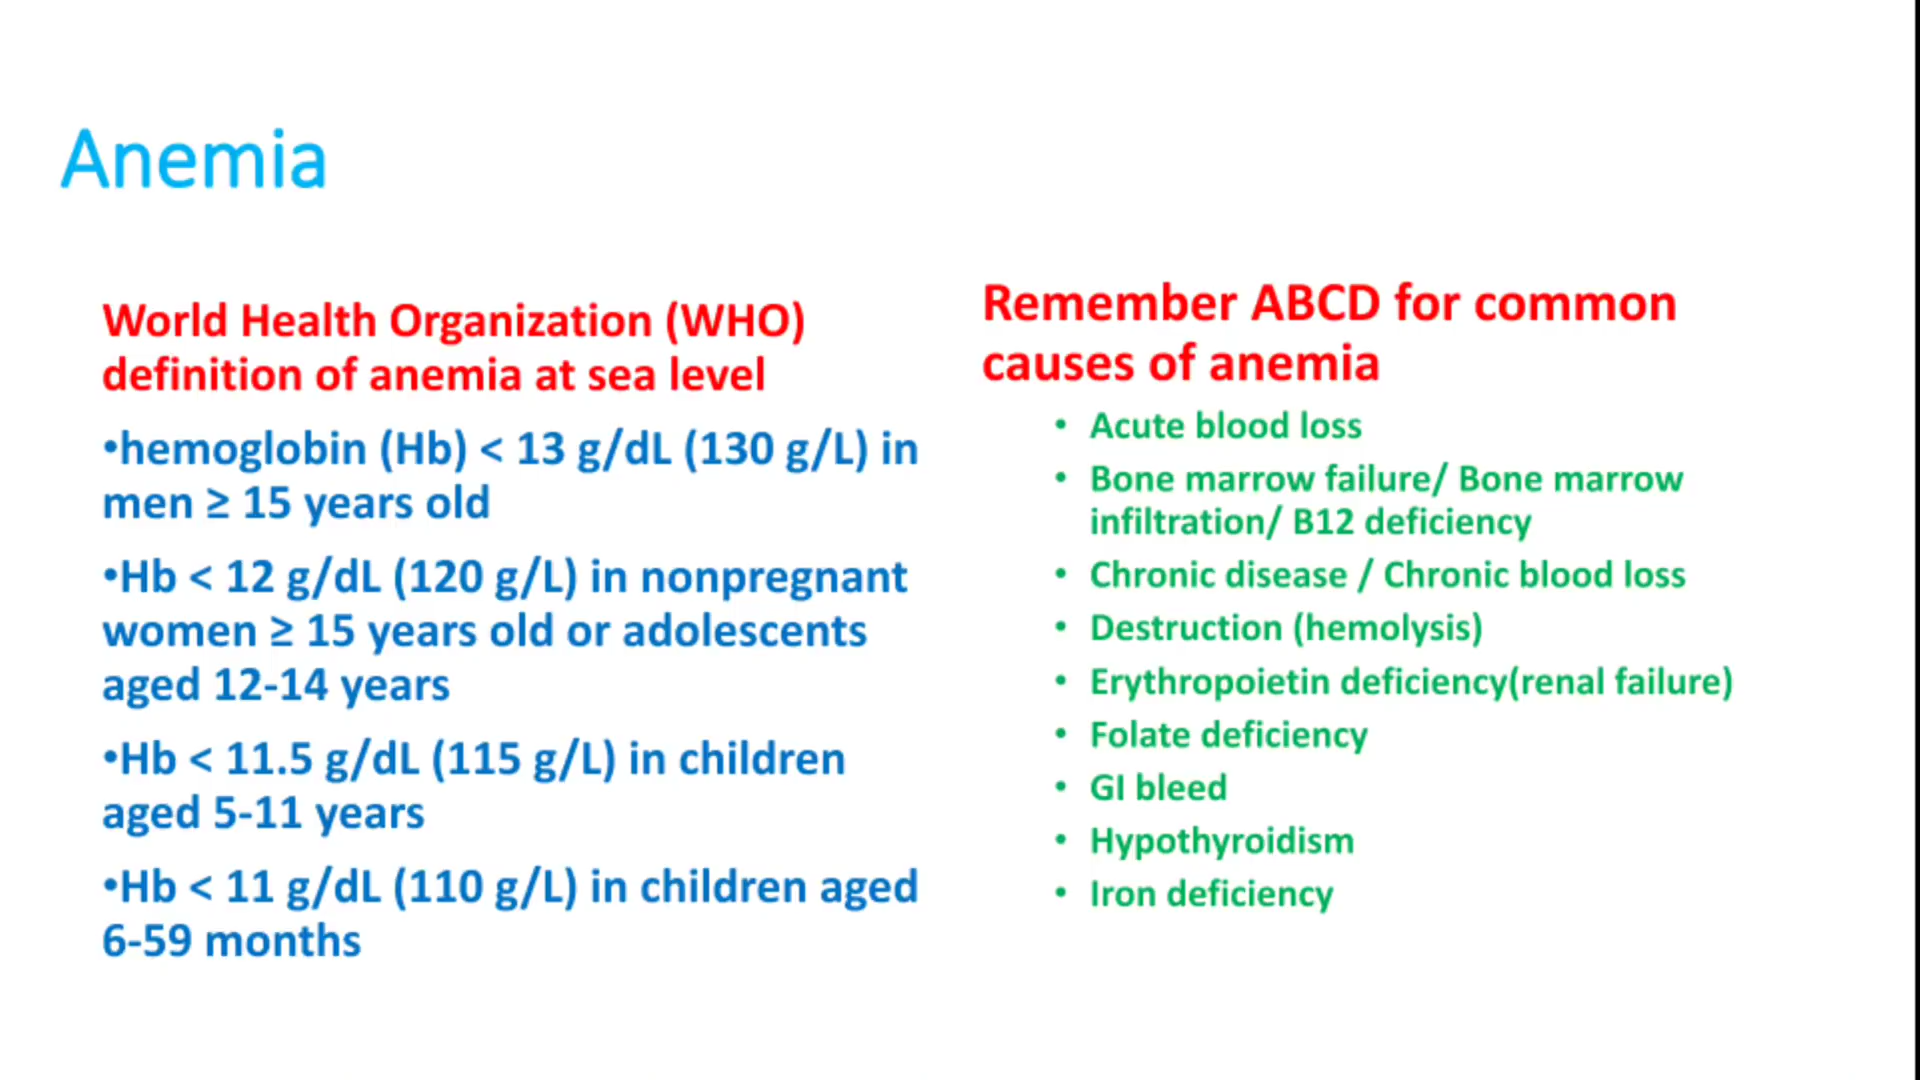 Anemia
World Health Organization (WHO)
definition of anemia at sea level
•hemoglobin (Hb) < 13 g/dL (130 g/L) in
men ≥ 15 years old
•Hb < 12 g/dL (120 g/L) in nonpregnant
women ≥ 15 years old or adolescents
aged 12-14 years
•Hb < 11.5 g/dL (115 g/L) in children
aged 5-11 years
•Hb < 11 g/dL (110 g/L) in children aged
6-59 months
Remember ABCD for common
causes of anemia
• Acute blood loss
• Bone marrow failure/ Bone marrow
infiltration/ B12 deficiency
• Chronic disease / Chronic blood loss
• Destruction (hemolysis)
• Erythropoietin deficiency(renal failure)
• Folate deficiency
• GI bleed
• Hypothyroidism
• Iron deficiency